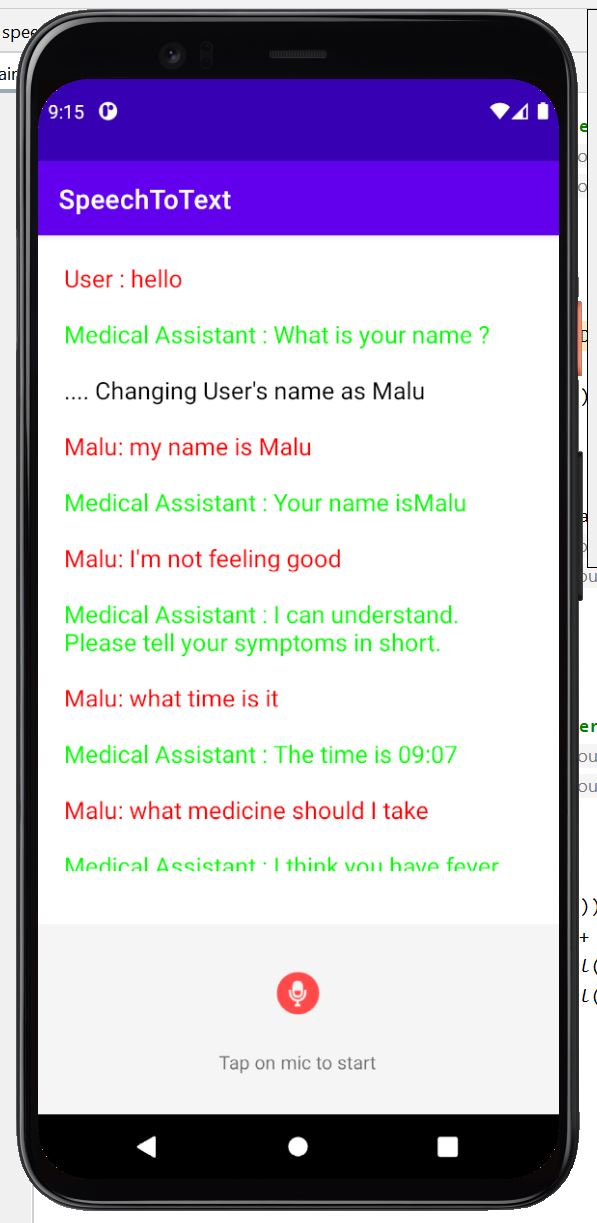 9:15
SpeechToText
User : hello
Medical Assistant : What is your name ?
.... Changing User's name as Malu
Malu: my name is Malu
Medical Assistant : Your name isMalu
Malu: I'm not feeling good
Medical Assistant : I can understand.
Please tell your symptoms in short.
Malu: what time is it
Medical Assistant : The time is 09:07
Malu: what medicine should I take
Medical Assistant : I think you have fever
Tap on mic to start